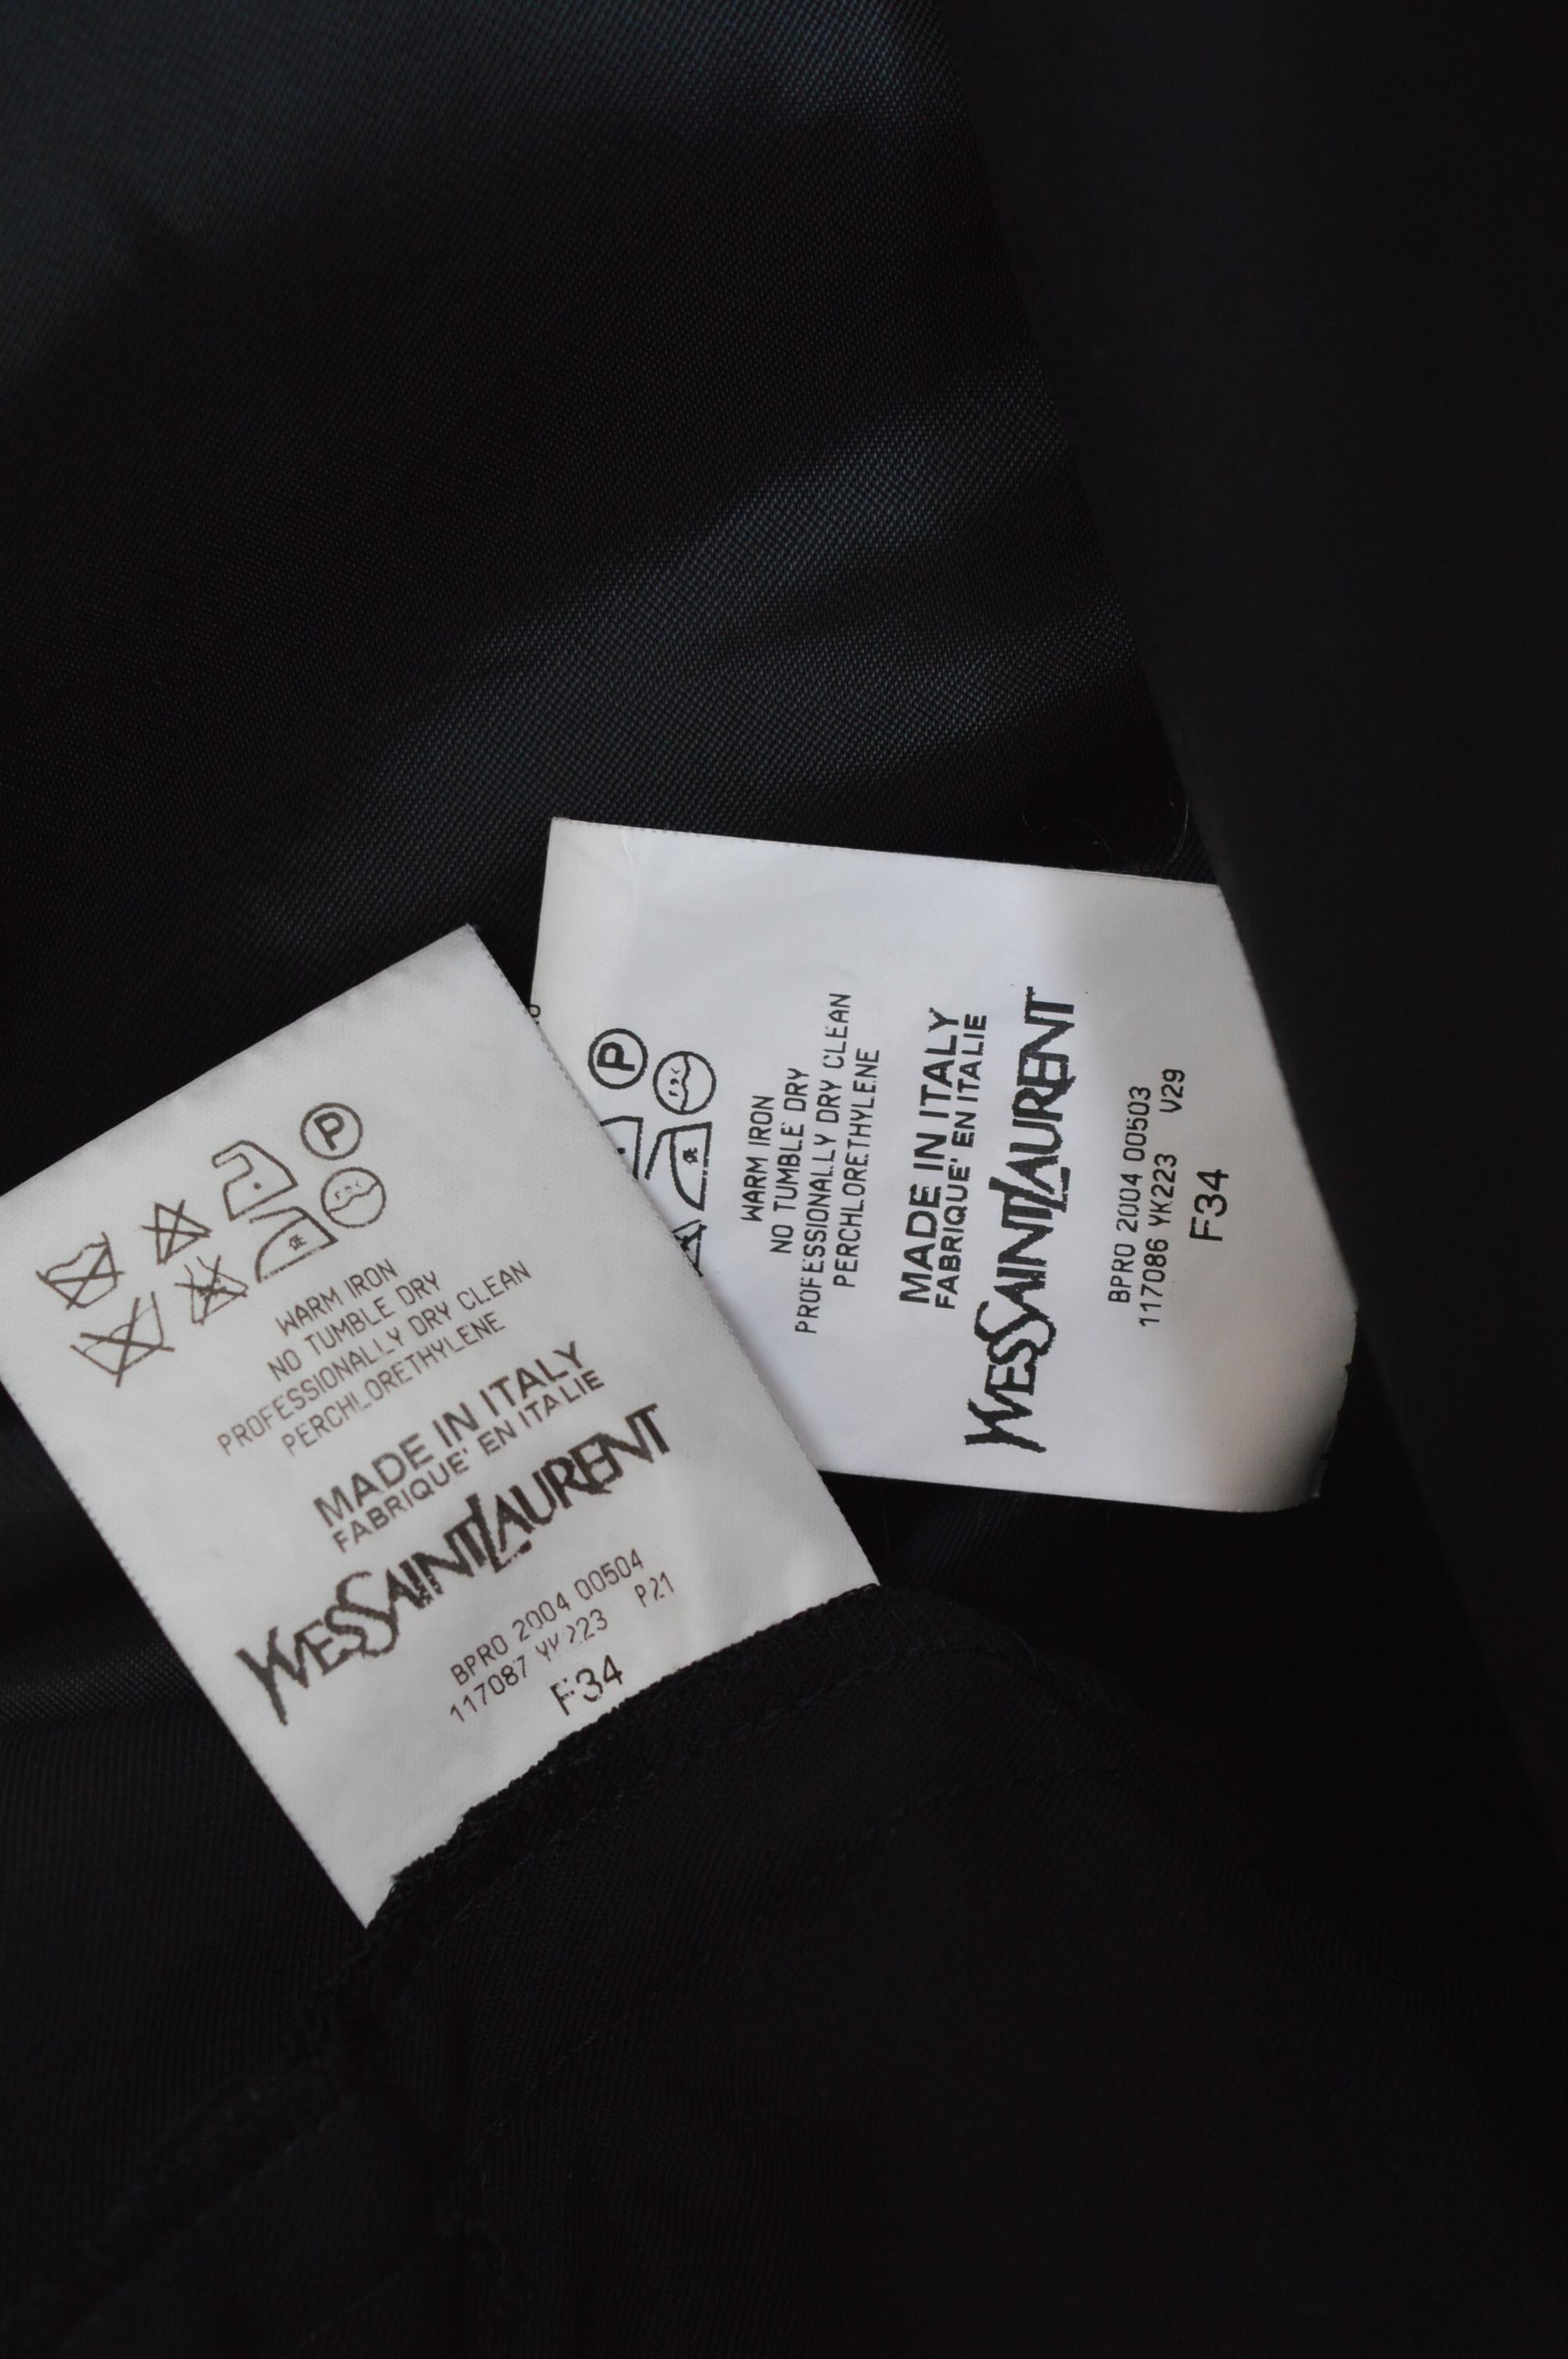 P
WARM IRON
NO TUMBLE DRY
PROFESSIONALLY DRY CLEAN
PERCHLORETHYLENE
MADE IN ITALY
FABRIQUE' EN ITALIE
YVESSAINTLAURENT
BPRO 2004 00504
117087 YK223 P21
F34
P
WARM IRON
NO TUMBLE DRY
PROFESSIONALLY DRY CLEAN
PERCHLORETHYLENE
MADE IN ITALY
FABRIQUE' EN ITALIE
YVESSAINTLAURENT
BPRO 2004 00503
117086 YK223 V29
F34